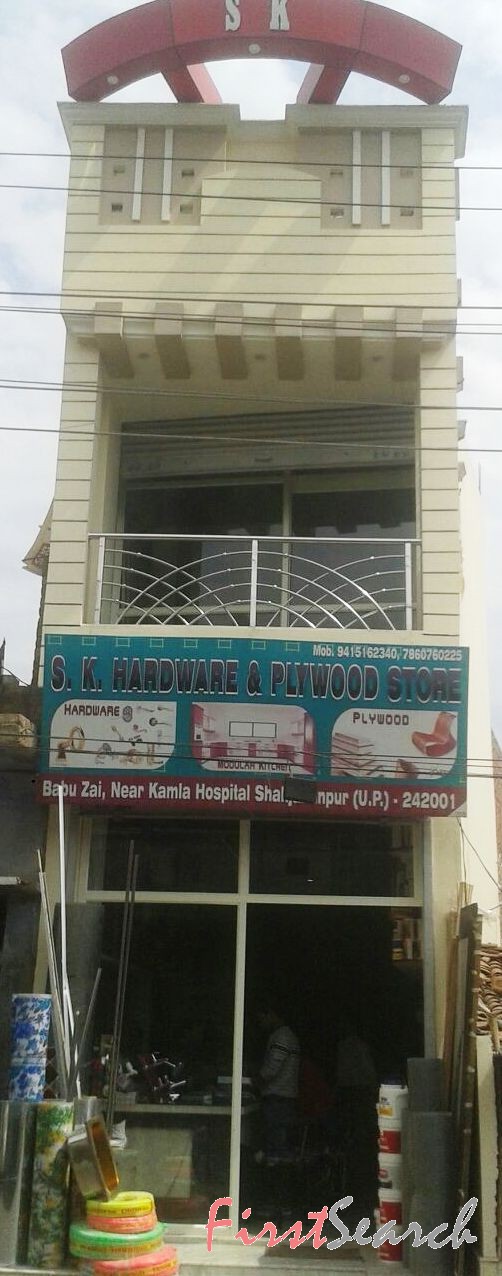 S K
Mob. 9415162340, 7860760225
S. K. HARDWARE & PLYWOOD STORE
HARDWARE
MODULAR KITCHEN
PLYWOOD
Babu Zai, Near Kamla Hospital (U.P.) - 242001
FirstSearch